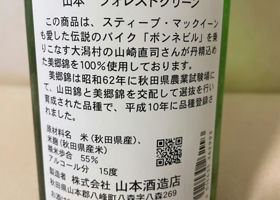 山本 フォレストグリーン
この商品は、スティーブ・マックイーン
も愛した伝説のバイク「ボンネビル」を乗
りこなす大潟村の山崎直司さんが丹精込め
た美郷錦を100%使用しております。
美郷錦は昭和62年に秋田県農業試験場に
て、山田錦と美山錦を交配して選抜を行い
育成された品種で、平成10年に品種登録さ
れました。
原材料名 米(秋田県産)、
米麹(秋田県産米)
精米歩合 55%
アルコール分 15度
製造者 株式会社 山本酒造店
秋田県山本郡八峰町八森字八森269